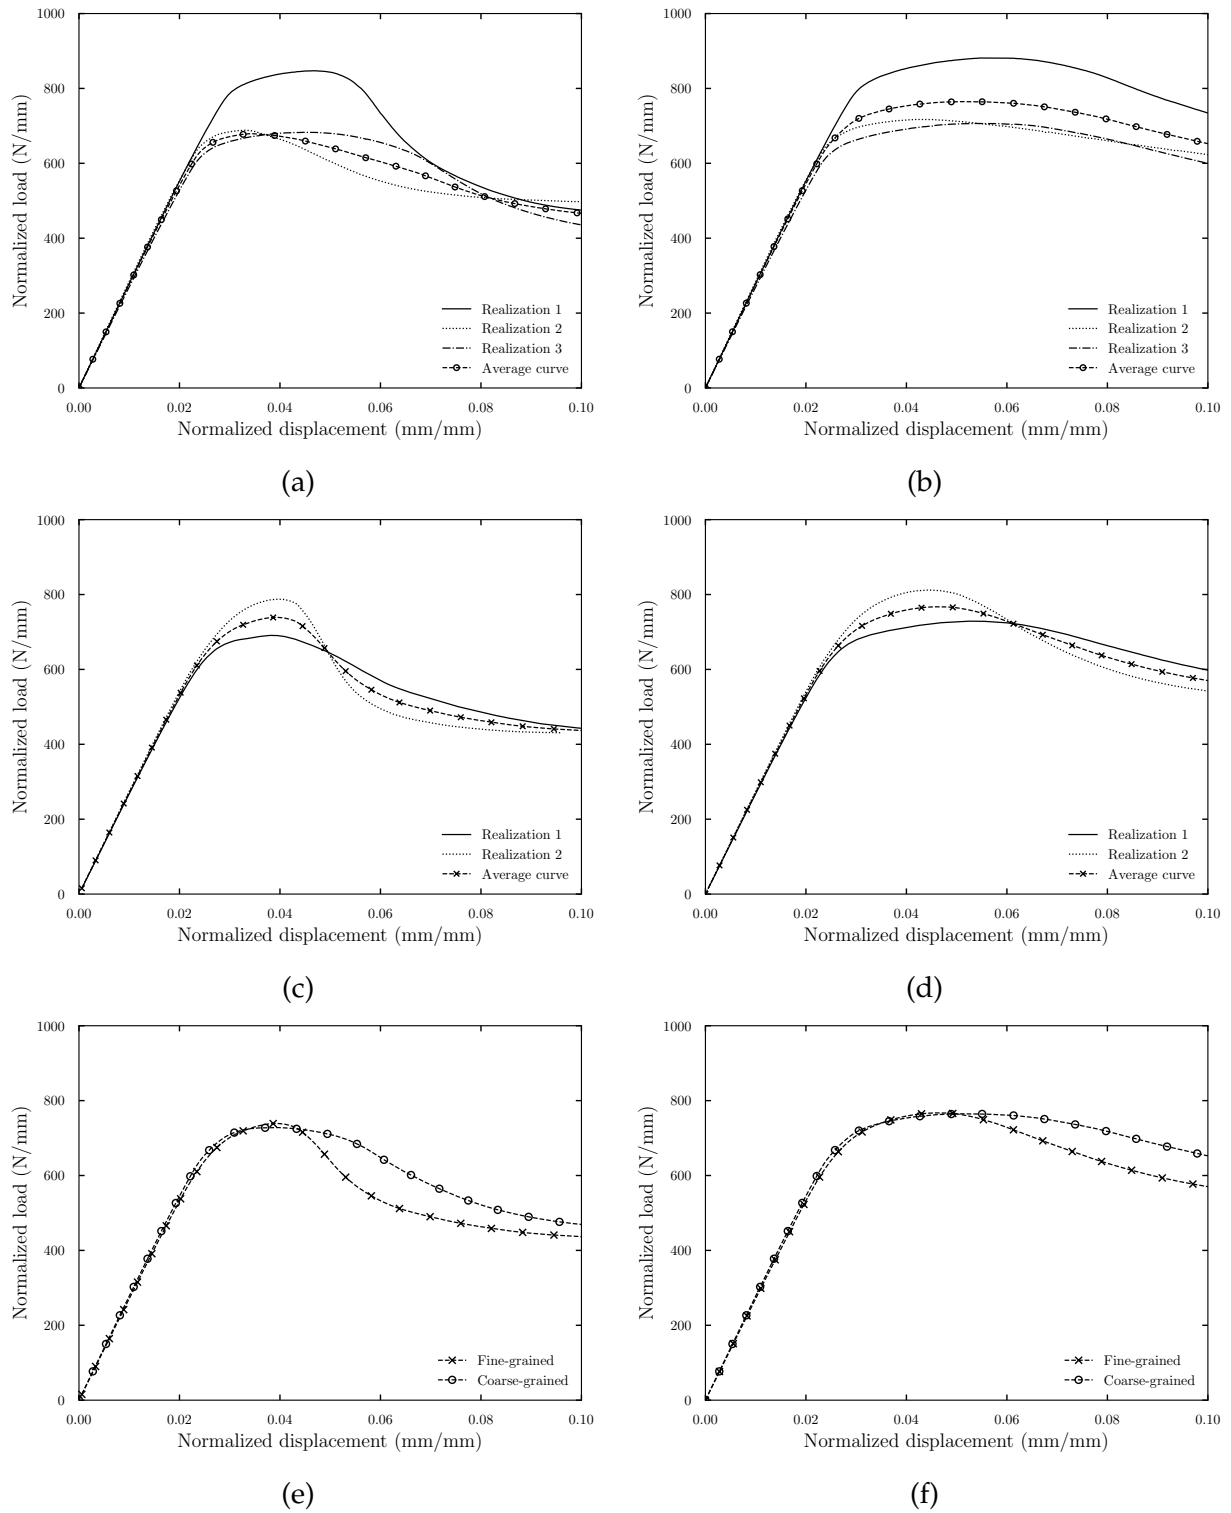 1000
800
600
400
200
0
Normalized load (N/mm)
Realization 1
Realization 2
Realization 3
Average curve
0.00 0.02 0.04 0.06 0.08 0.10
Normalized displacement (mm/mm)
(a)
1000
800
600
400
200
0
Normalized load (N/mm)
Realization 1
Realization 2
Realization 3
Average curve
0.00 0.02 0.04 0.06 0.08 0.10
Normalized displacement (mm/mm)
(b)
1000
800
600
400
200
0
Normalized load (N/mm)
Realization 1
Realization 2
Average curve
0.00 0.02 0.04 0.06 0.08 0.10
Normalized displacement (mm/mm)
(c)
1000
800
600
400
200
0
Normalized load (N/mm)
Realization 1
Realization 2
Average curve
0.00 0.02 0.04 0.06 0.08 0.10
Normalized displacement (mm/mm)
(d)
1000
800
600
400
200
0
Normalized load (N/mm)
Fine-grained
Coarse-grained
0.00 0.02 0.04 0.06 0.08 0.10
Normalized displacement (mm/mm)
(e)
1000
800
600
400
200
0
Normalized load (N/mm)
Fine-grained
Coarse-grained
0.00 0.02 0.04 0.06 0.08 0.10
Normalized displacement (mm/mm)
(f)